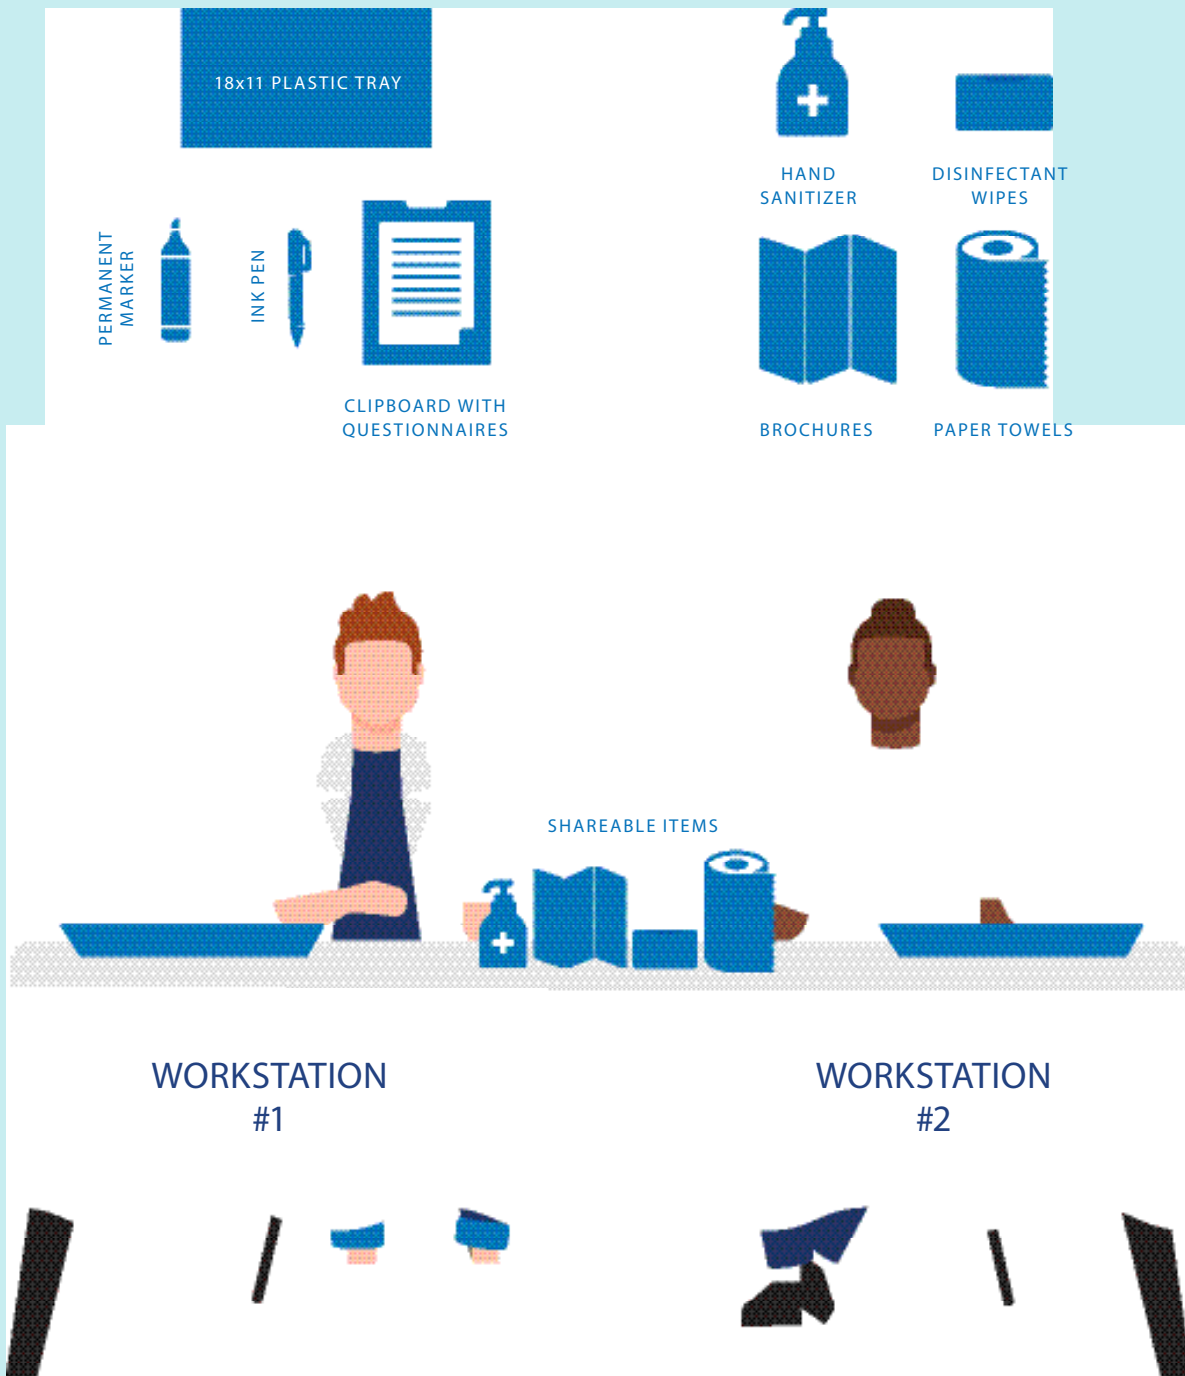 18x11 PLASTIC TRAY
HAND
SANITIZER
DISINFECTANT
WIPES
PERMANENT
MARKER
INK PEN
CLIPBOARD WITH
QUESTIONNAIRES
BROCHURES
PAPER TOWELS
SHAREABLE ITEMS
WORKSTATION
#1
WORKSTATION
#2